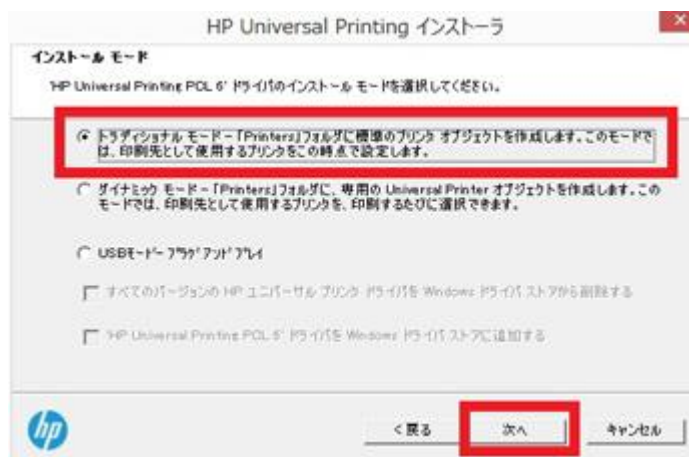 HP Universal Printing インストーラ
インストール モード
'HP Universal Printing PCL 6' ドライバのインストール モードを選択してください。
トラディショナル モード - 「Printers」フォルダに標準のプリンタ オブジェクトを作成します。このモードで
は、印刷先として使用するプリンタをこの時点で設定します。
ダイナミック モード - 「Printers」フォルダに、専用の Universal Printer オブジェクトを作成します。この
モードでは、印刷先として使用するプリンタを、印刷するたびに選択できます。
USBモード- プラグ アンド プレイ
すべてのバージョンの HP ユニバーサル プリンタ ドライバを Windows ドライバ ストアから削除する
'HP Universal Printing PCL 6' ドライバを Windows ドライバ ストアに追加する
hp
< 戻る 次へ キャンセル